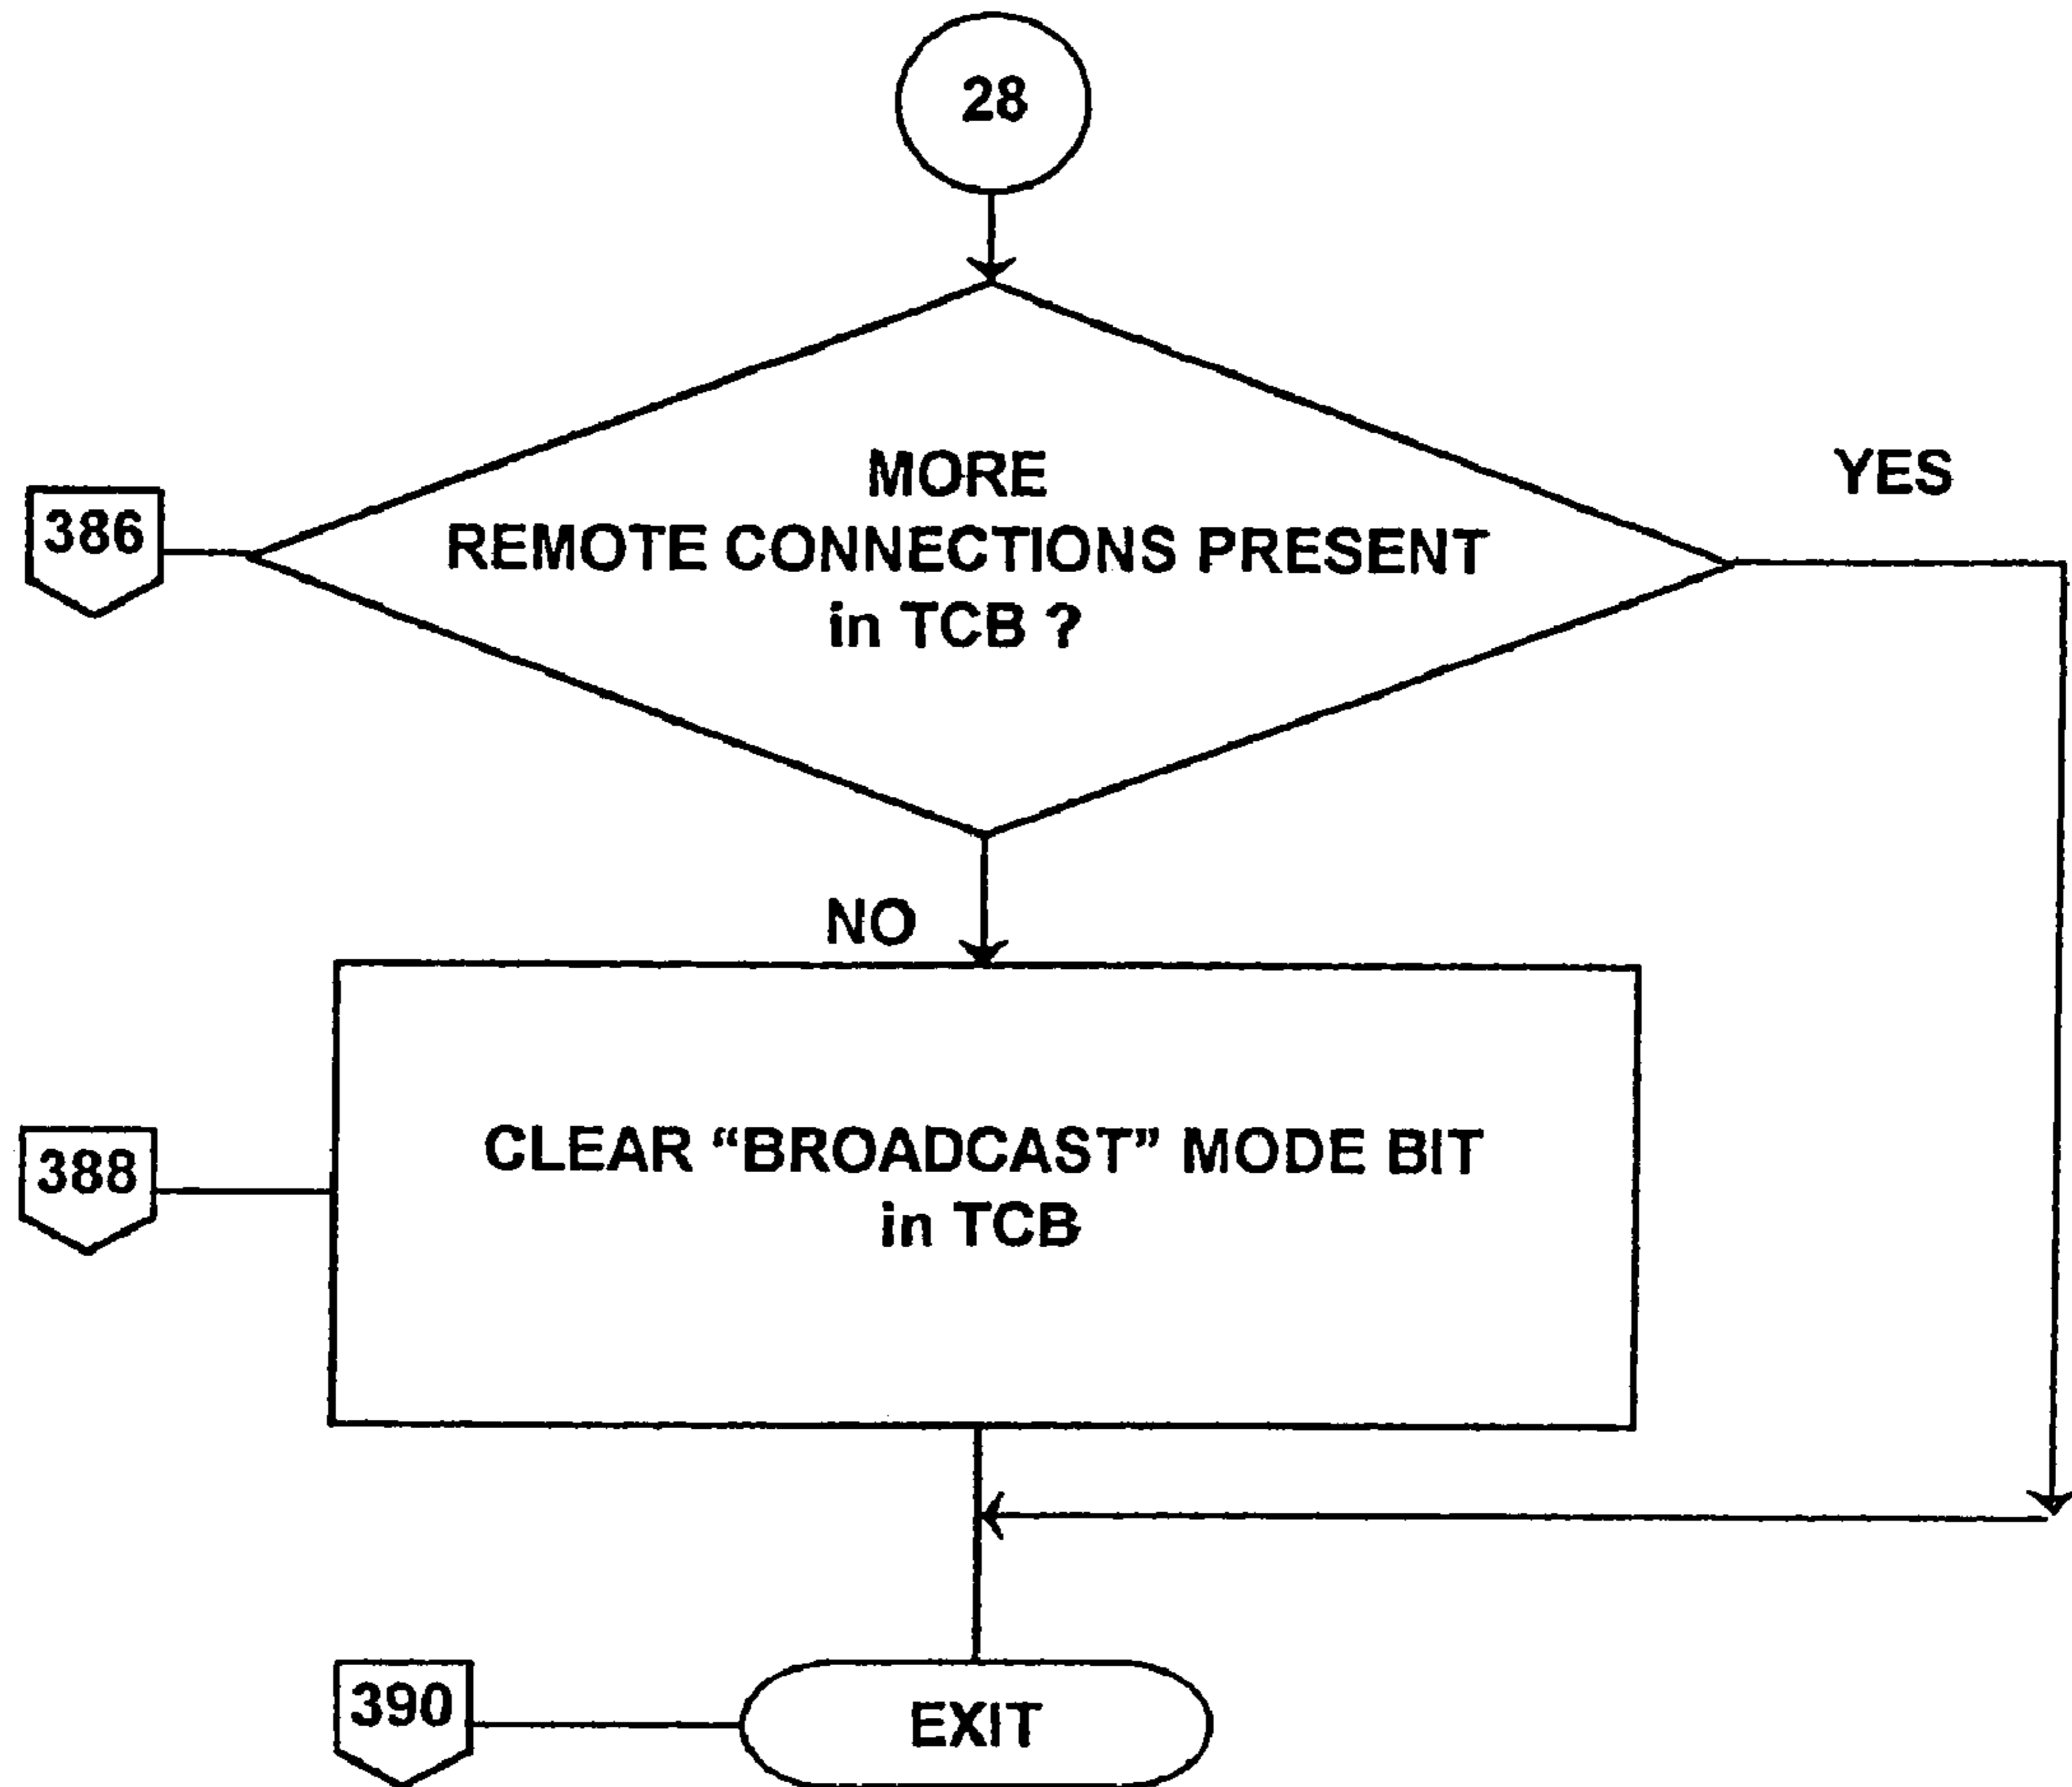 28
MORE
YES
386
REMOTE CONNECTIONS PRESENT
in TCB ?
NO
388
CLEAR “BROADCAST” MODE BIT
in TCB
390
EXIT